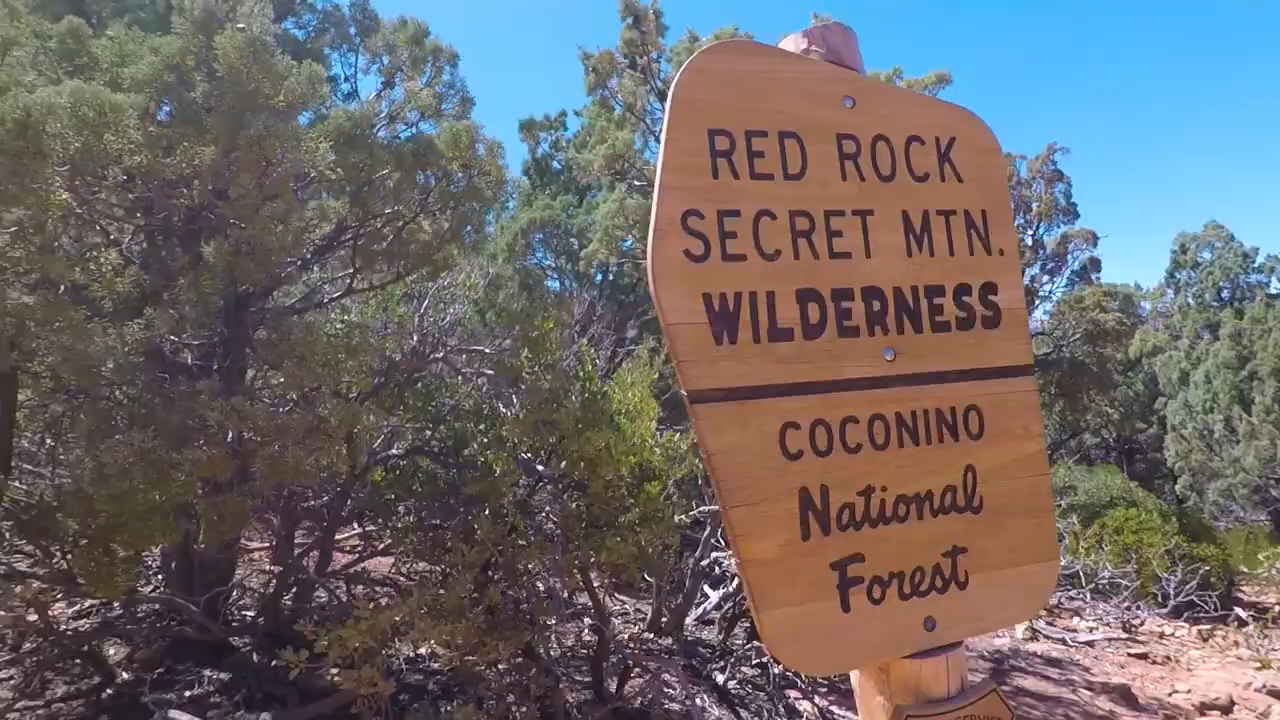 RED ROCK
SECRET MTN.
WILDERNESS
COCONINO
National
Forest